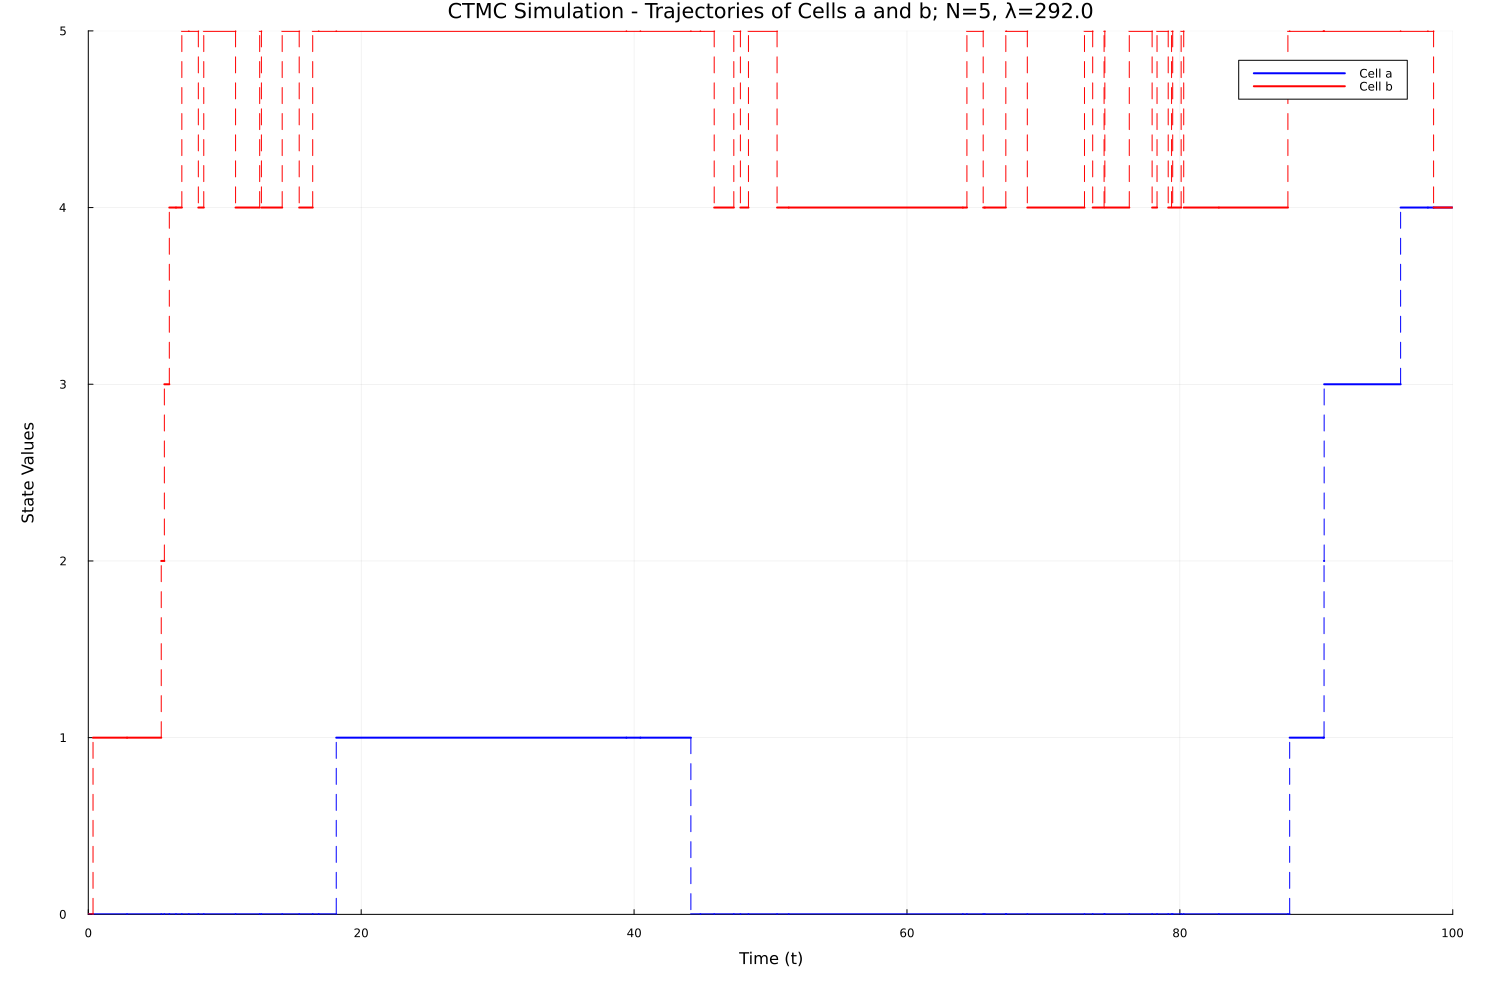 CTMC Simulation - Trajectories of Cells a and b; N=5, λ=292.0
5
Cell a
Cell b
4
3
State Values
2
1
0
0 20 40 60 80 100
Time (t)